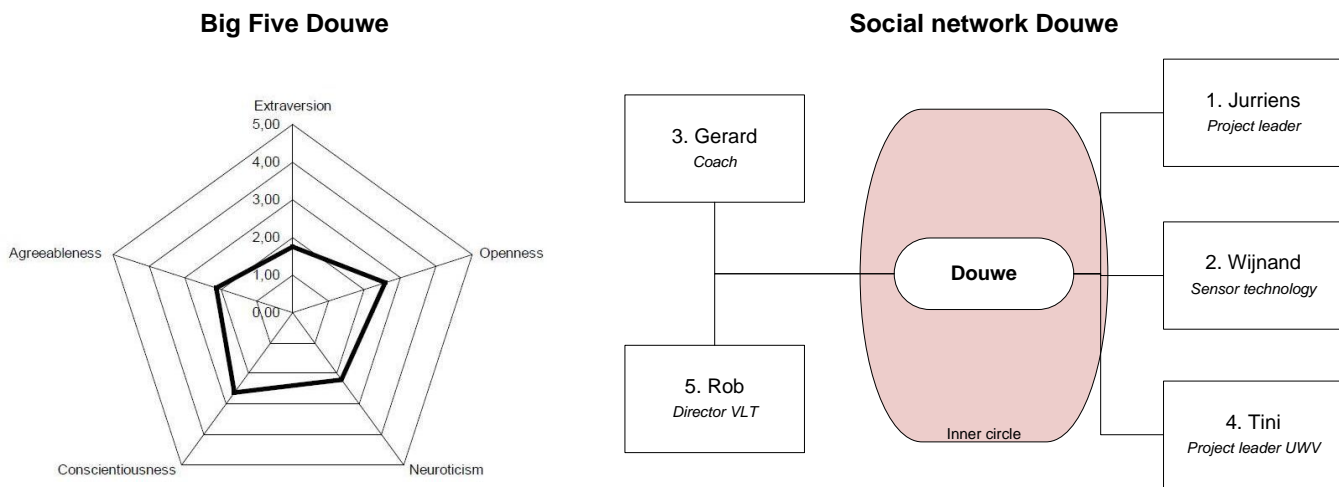 Big Five Douwe
Extraversion
5,00
4,00
3,00
2,00
1,00
0,00
Agreeableness
Openness
Conscientiousness
Neuroticism
Social network Douwe
3. Gerard
Coach
5. Rob
Director VLT
Douwe
Inner circle
1. Jurriens
Project leader
2. Wijnand
Sensor technology
4. Tini
Project leader UWV